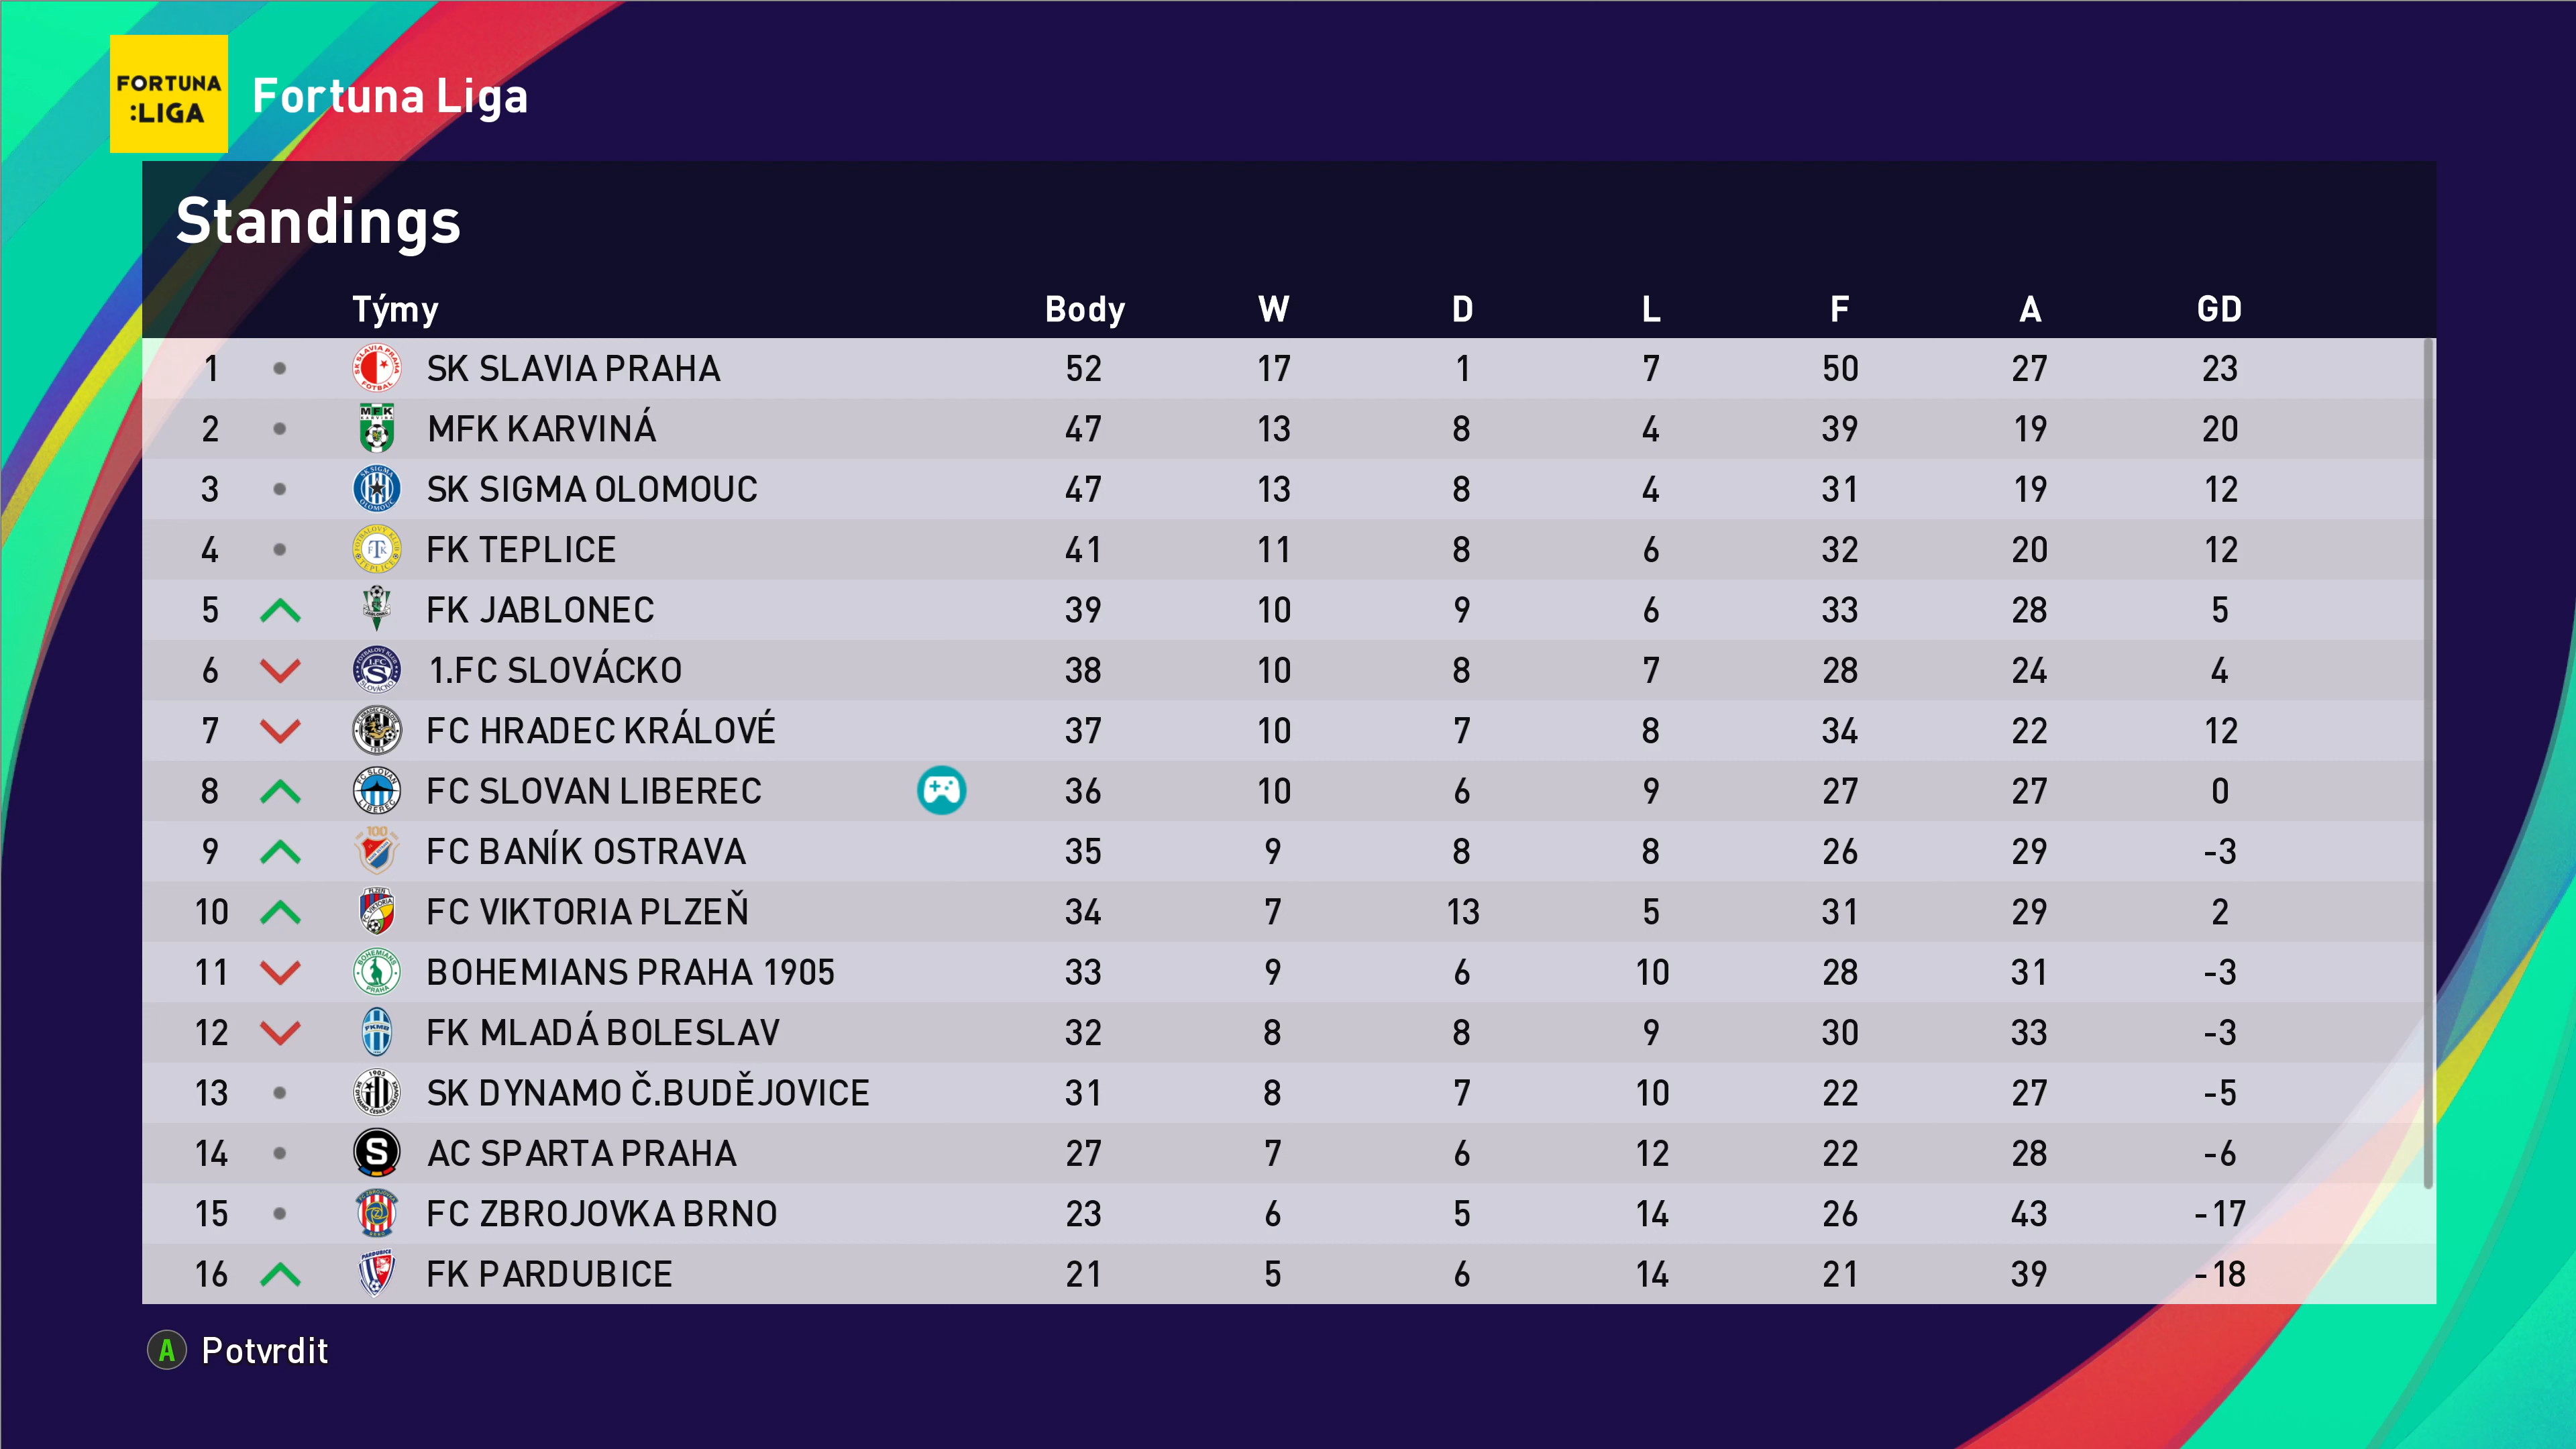 FORTUNA
:LIGA
Fortuna Liga
Standings
Týmy Body W D L F A GD
1 SK SLAVIA PRAHA 52 17 1 7 50 27 23
2 MFK KARVINÁ 47 13 8 4 39 19 20
3 SK SIGMA OLOMOUC 47 13 8 4 31 19 12
4 FK TEPLICE 41 11 8 6 32 20 12
5 FK JABLONEC 39 10 9 6 33 28 5
6 1.FC SLOVÁCKO 38 10 8 7 28 24 4
7 FC HRADEC KRÁLOVÉ 37 10 7 8 34 22 12
8 FC SLOVAN LIBEREC 36 10 6 9 27 27 0
9 FC BANÍK OSTRAVA 35 9 8 8 26 29 -3
10 FC VIKTORIA PLZEŇ 34 7 13 5 31 29 2
11 BOHEMIANS PRAHA 1905 33 9 6 10 28 31 -3
12 FK MLADÁ BOLESLAV 32 8 8 9 30 33 -3
13 SK DYNAMO Č.BUDĚJOVICE 31 8 7 10 22 27 -5
14 AC SPARTA PRAHA 27 7 6 12 22 28 -6
15 FC ZBROJOVKA BRNO 23 6 5 14 26 43 -17
16 FK PARDUBICE 21 5 6 14 21 39 -18
A Potvrdit